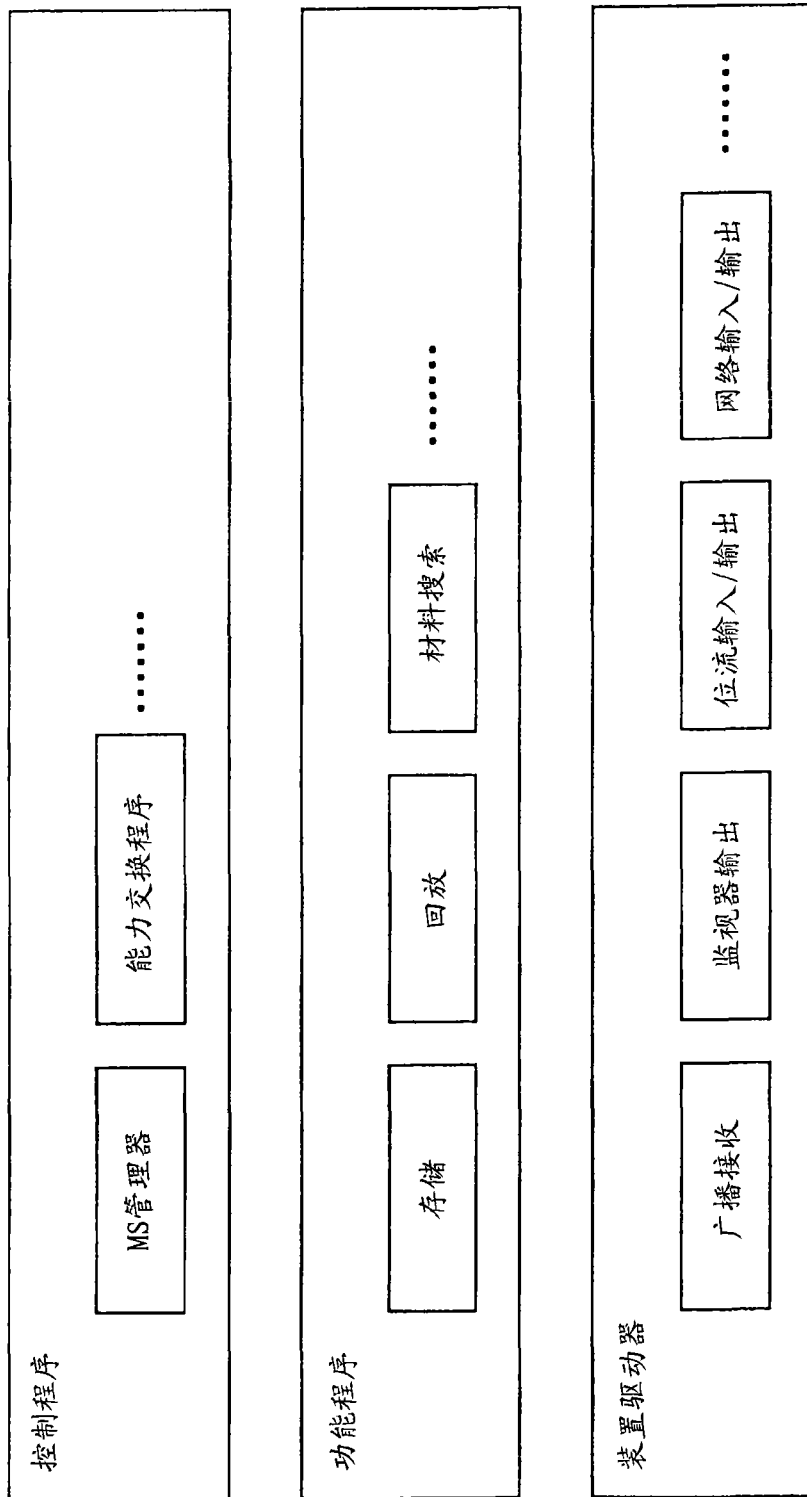 控制程序
MS管理器
能力交换程序
.......
功能程序
存储
回放
材料搜索
.......
装置驱动器
广播接收
监视器输出
位流输入/输出
网络输入/输出
.......